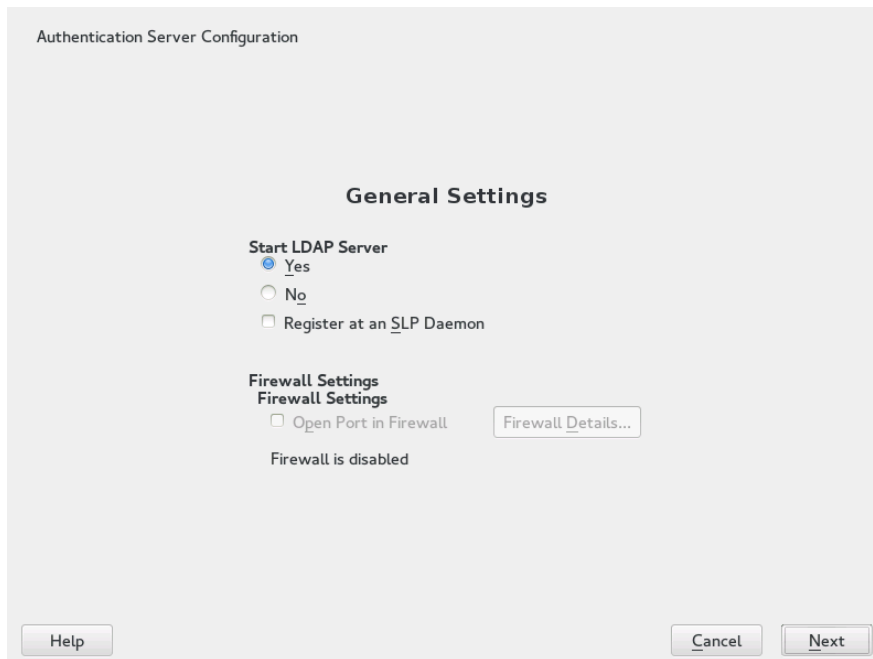 Authentication Server Configuration
General Settings
Start LDAP Server
Yes
No
Register at an SLP Daemon
Firewall Settings
Firewall Settings
Open Port in Firewall
Firewall Details...
Firewall is disabled
Help
Cancel
Next